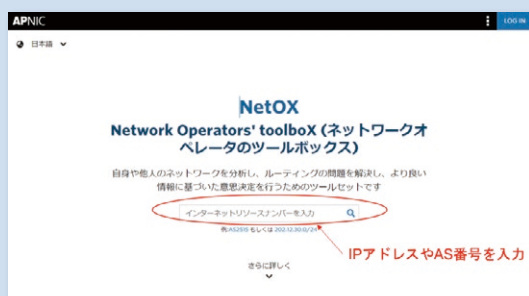 APNIC
LOG IN
日本語
NetOX
Network Operators' toolboX (ネットワークオ
ペレータのツールボックス)
自身や他人のネットワークを分析し、ルーティングの問題を解決し、より良い
情報に基づいた意思決定を行うためのツールセットです
インターネットリソースナンバーを入力
例:AS2515 もしくは 202.12.30.0/24
IPアドレスやAS番号を入力
さらに詳しく